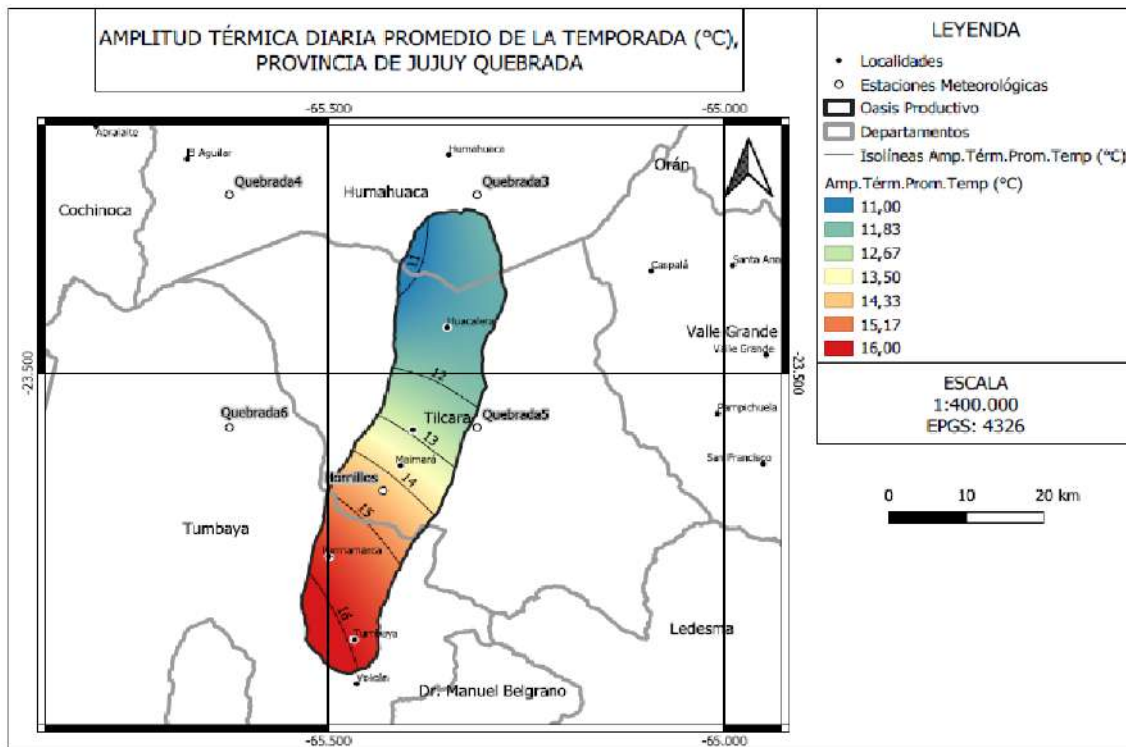 AMPLITUD TÉRMICA DIARIA PROMEDIO DE LA TEMPORADA (°C),
PROVINCIA DE JUJUY QUEBRADA
-65.500
-65.000
Abralaite
El Aguilar
Humahuaca
Orán
Quebrada4
Humahuaca
Quebrada3
Cochinoca
11
Caspalá
Santa Ana
Huacalera
Valle Grande
Valle Grande
-23.500
-23.500
12
Quebrada6
Tilcara
Quebrada5
Pampichuela
13
Maimará
San Francisco
Hornillos
14
15
Tumbaya
Purmamarca
16
Tumbaya
Ledesma
Volcán
Dr. Manuel Belgrano
-65.500
-65.000
LEYENDA
Localidades
Estaciones Meteorológicas
Oasis Productivo
Departamentos
Isolíneas Amp.Térm.Prom.Temp (°C)
Amp.Térm.Prom.Temp (°C)
11,00
11,83
12,67
13,50
14,33
15,17
16,00
ESCALA
1:400.000
EPGS: 4326
0 10 20 km